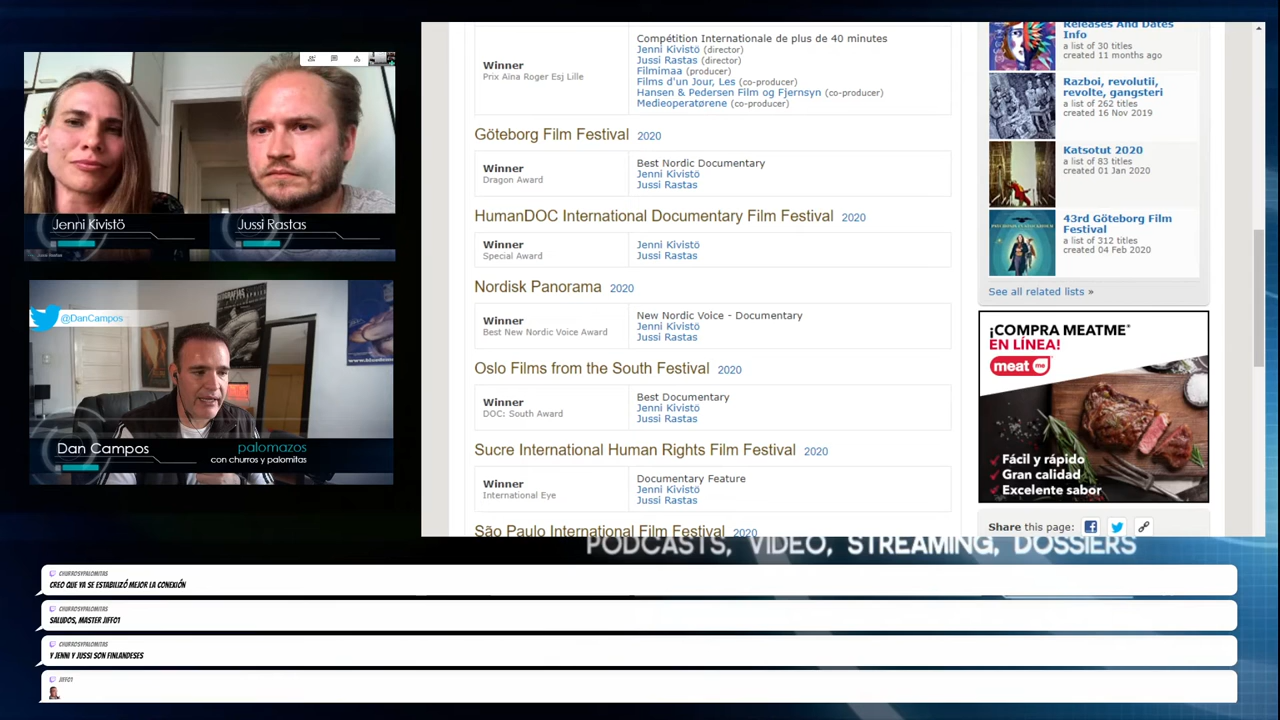 Jenni Kivistö
Jussi Rastas
@DanCampos
Dan Campos
palomazos
con churros y palomitas
Compétition Internationale de plus de 40 minutes
Winner
Prix Aina Roger Esj Lille
Jenni Kivistö (director)
Jussi Rastas (director)
Filmimaa (producer)
Films d'un Jour, Les (co-producer)
Hansen & Pedersen Film og Fjernsyn (co-producer)
Medieoperatørene (co-producer)
Göteborg Film Festival 2020
Winner
Dragon Award
Best Nordic Documentary
Jenni Kivistö
Jussi Rastas
HumanDOC International Documentary Film Festival 2020
Winner
Special Award
Jenni Kivistö
Jussi Rastas
Nordisk Panorama 2020
Winner
Best New Nordic Voice Award
New Nordic Voice - Documentary
Jenni Kivistö
Jussi Rastas
Oslo Films from the South Festival 2020
Winner
DOC: South Award
Best Documentary
Jenni Kivistö
Jussi Rastas
Sucre International Human Rights Film Festival 2020
Winner
International Eye
Documentary Feature
Jenni Kivistö
Jussi Rastas
São Paulo International Film Festival 2020
Releases And Dates
Info
a list of 30 titles
created 11 months ago
Razboi, revolutii,
revolte, gangsteri
a list of 262 titles
created 16 Nov 2019
Katsotut 2020
a list of 83 titles
created 01 Jan 2020
43rd Göteborg Film
Festival
a list of 312 titles
created 04 Feb 2020
See all related lists »
¡COMPRA MEATME*
EN LÍNEA!
meat me
Fácil y rápido
Gran calidad
Excelente sabor
Share this page:
PODCASTS, VIDEO, STREAMING, DOSSIERS
CHURROSYPALOMITAS
CREO QUE YA SE ESTABILIZÓ MEJOR LA CONEXIÓN
CHURROSYPALOMITAS
SALUDOS, MASTER JIFFO1
CHURROSYPALOMITAS
Y JENNI Y JUSSI SON FINLANDESES
JIFFO1